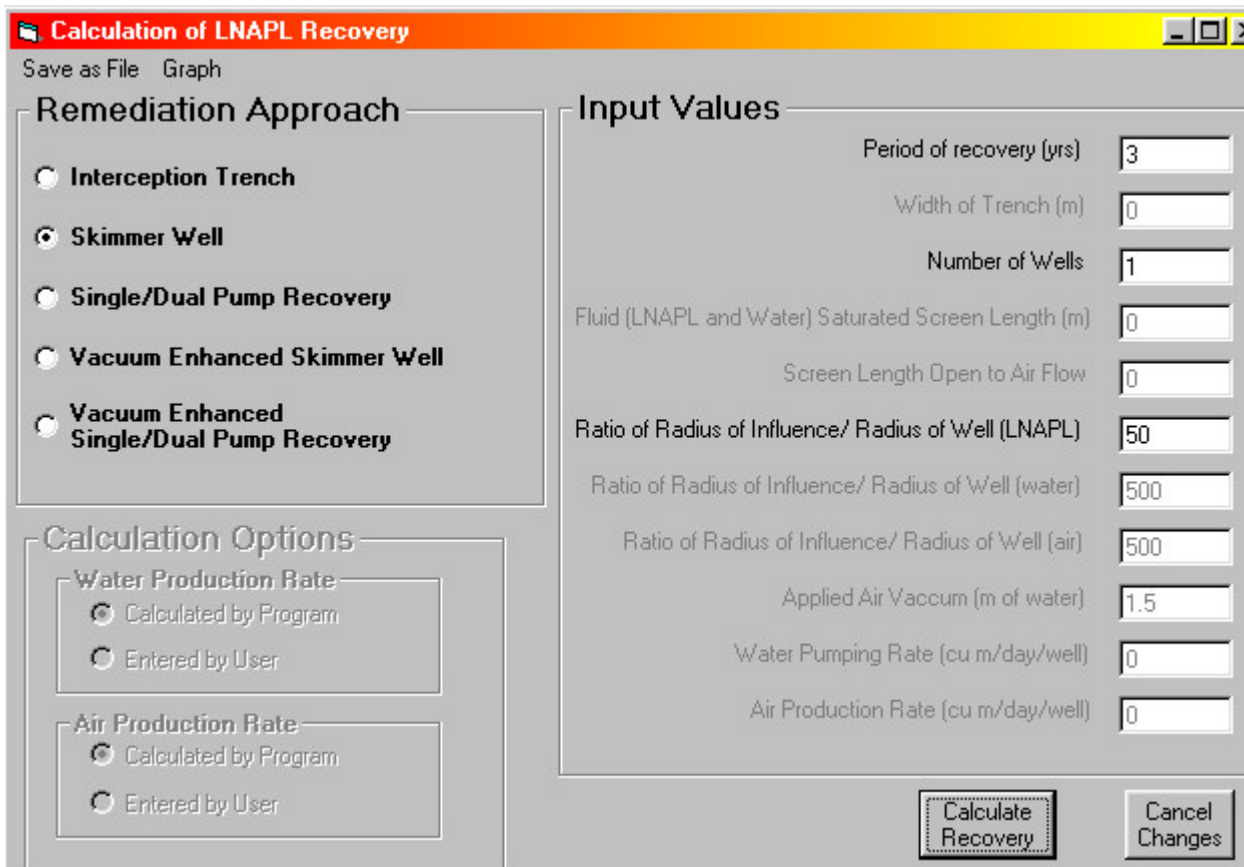 Calculation of LNAPL Recovery
Save as File Graph
Remediation Approach
Interception Trench
Skimmer Well
Single/Dual Pump Recovery
Vacuum Enhanced Skimmer Well
Vacuum Enhanced
Single/Dual Pump Recovery
Calculation Options
Water Production Rate
Calculated by Program
Entered by User
Air Production Rate
Calculated by Program
Entered by User
Input Values
Period of recovery (yrs) 3
Width of Trench (m) 0
Number of Wells 1
Fluid (LNAPL and Water) Saturated Screen Length (m) 0
Screen Length Open to Air Flow 0
Ratio of Radius of Influence/ Radius of Well (LNAPL) 50
Ratio of Radius of Influence/ Radius of Well (water) 500
Ratio of Radius of Influence/ Radius of Well (air) 500
Applied Air Vaccum (m of water) 1.5
Water Pumping Rate (cu m/day/well) 0
Air Production Rate (cu m/day/well) 0
Calculate
Recovery
Cancel
Changes